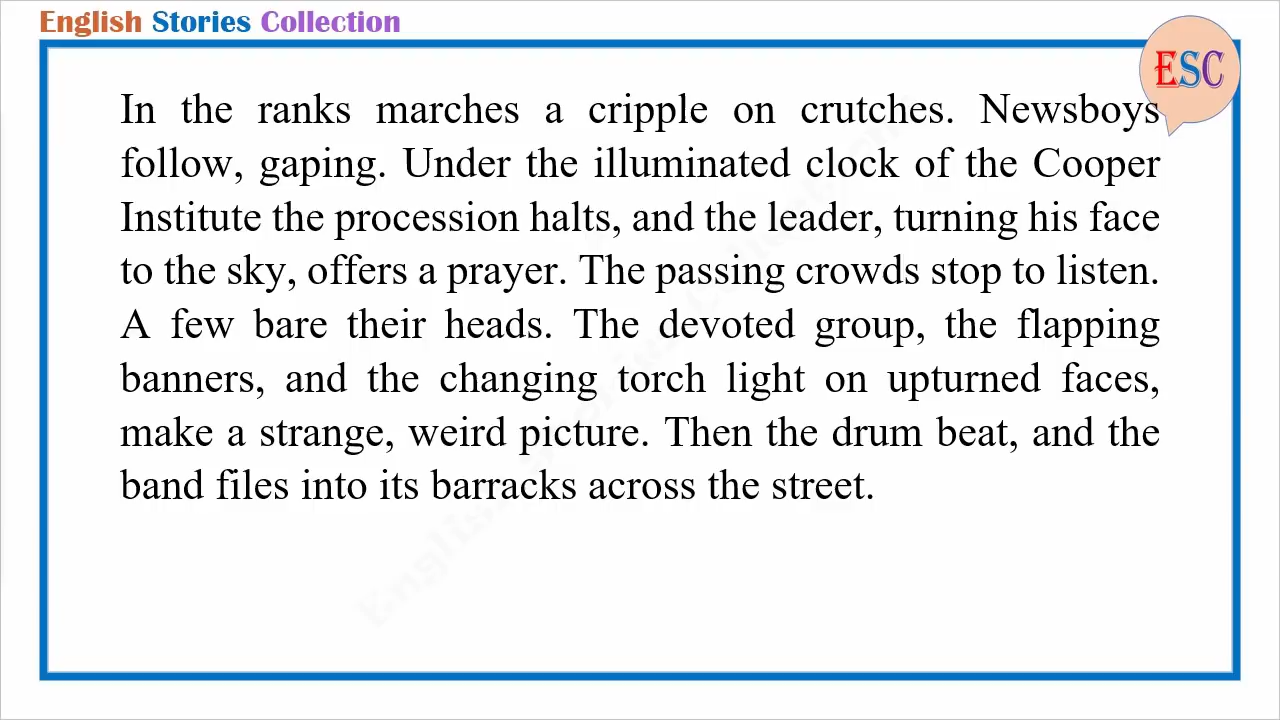 English Stories Collection
ESC
In the ranks marches a cripple on crutches. Newsboys
follow, gaping. Under the illuminated clock of the Cooper
Institute the procession halts, and the leader, turning his face
to the sky, offers a prayer. The passing crowds stop to listen.
A few bare their heads. The devoted group, the flapping
banners, and the changing torch light on upturned faces,
make a strange, weird picture. Then the drum beat, and the
band files into its barracks across the street.